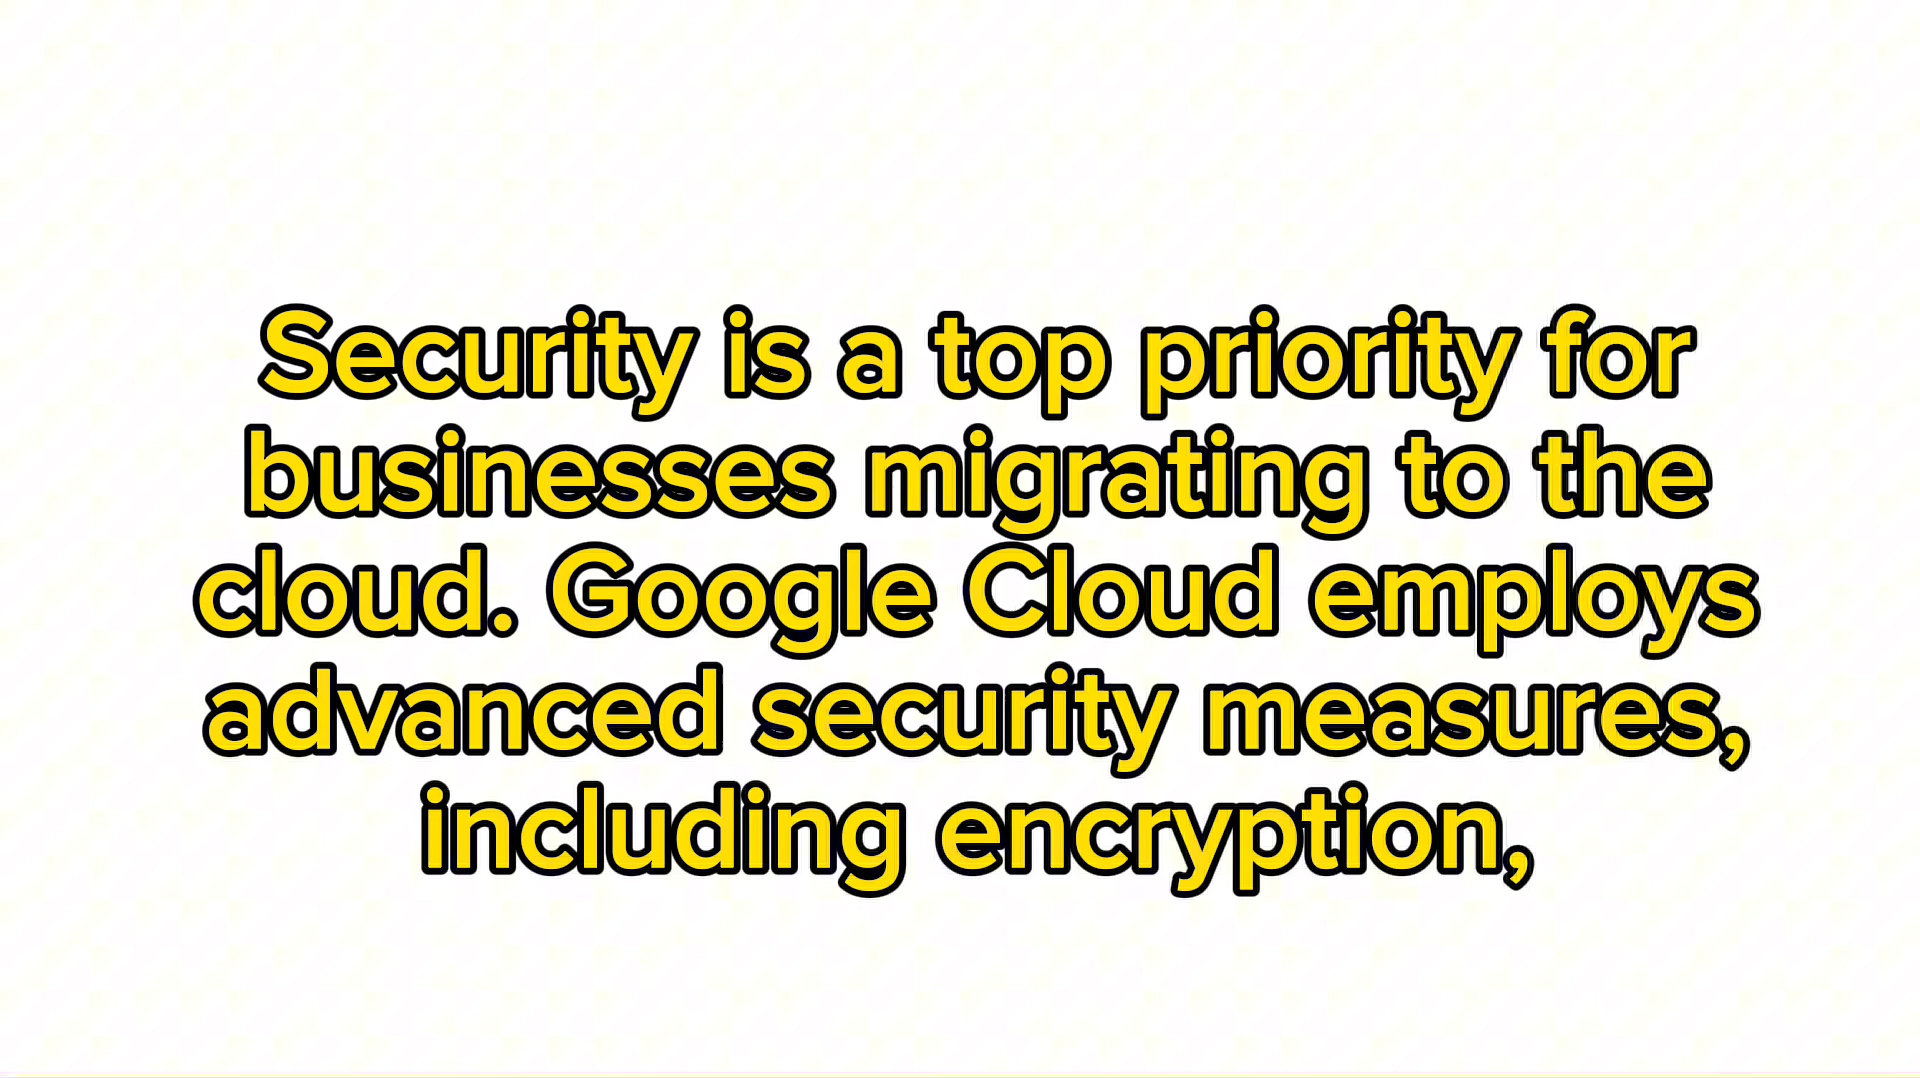 Security is a top priority for
businesses migrating to the
cloud. Google Cloud employs
advanced security measures,
including encryption,